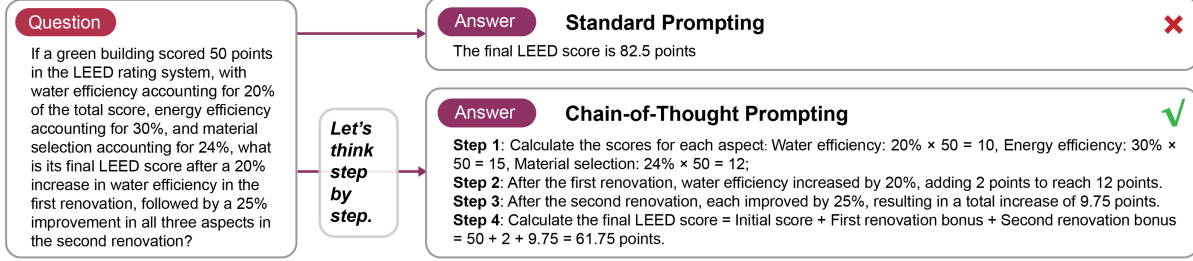 Question
If a green building scored 50 points
in the LEED rating system, with
water efficiency accounting for 20%
of the total score, energy efficiency
accounting for 30%, and material
selection accounting for 24%, what
is its final LEED score after a 20%
increase in water efficiency in the
first renovation, followed by a 25%
improvement in all three aspects in
the second renovation?
Let's
think
step
by
step.
Answer
Standard Prompting
The final LEED score is 82.5 points
Answer
Chain-of-Thought Prompting
Step 1: Calculate the scores for each aspect: Water efficiency: 20% × 50 = 10, Energy efficiency: 30% ×
50 = 15, Material selection: 24% × 50 = 12;
Step 2: After the first renovation, water efficiency increased by 20%, adding 2 points to reach 12 points.
Step 3: After the second renovation, each improved by 25%, resulting in a total increase of 9.75 points.
Step 4: Calculate the final LEED score = Initial score + First renovation bonus + Second renovation bonus
= 50 + 2 + 9.75 = 61.75 points.